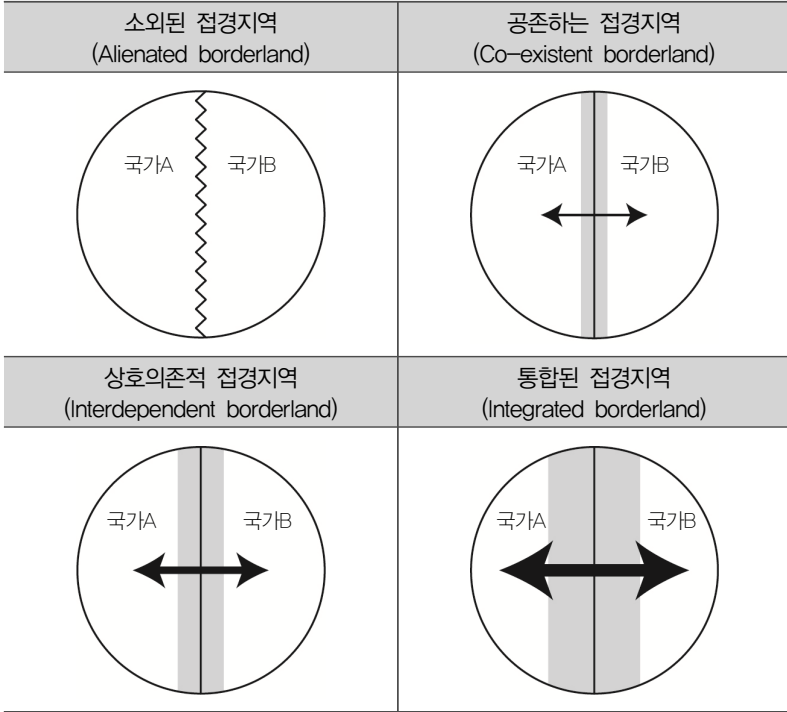 소외된 접경지역
(Alienated borderland)
공존하는 접경지역
(Co-existent borderland)
국가A
국가B
국가A
국가B
상호의존적 접경지역
(Interdependent borderland)
통합된 접경지역
(Integrated borderland)
국가A
국가B
국가A
국가B